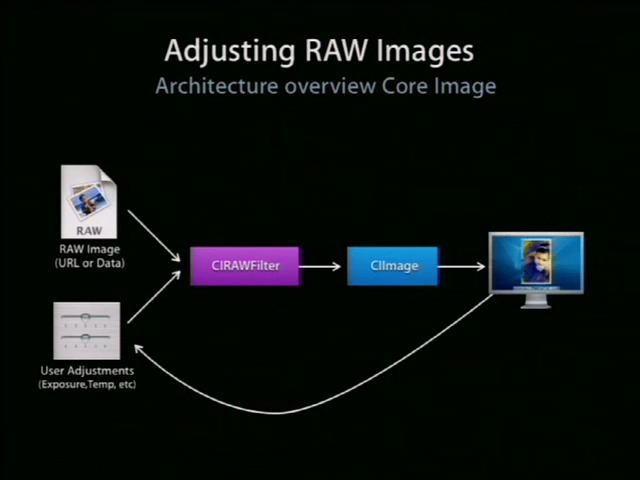 Adjusting RAW Images
Architecture overview Core Image
RAW
RAW Image
(URL or Data)
CIRAWFilter
CIImage
User Adjustments
(Exposure,Temp, etc)